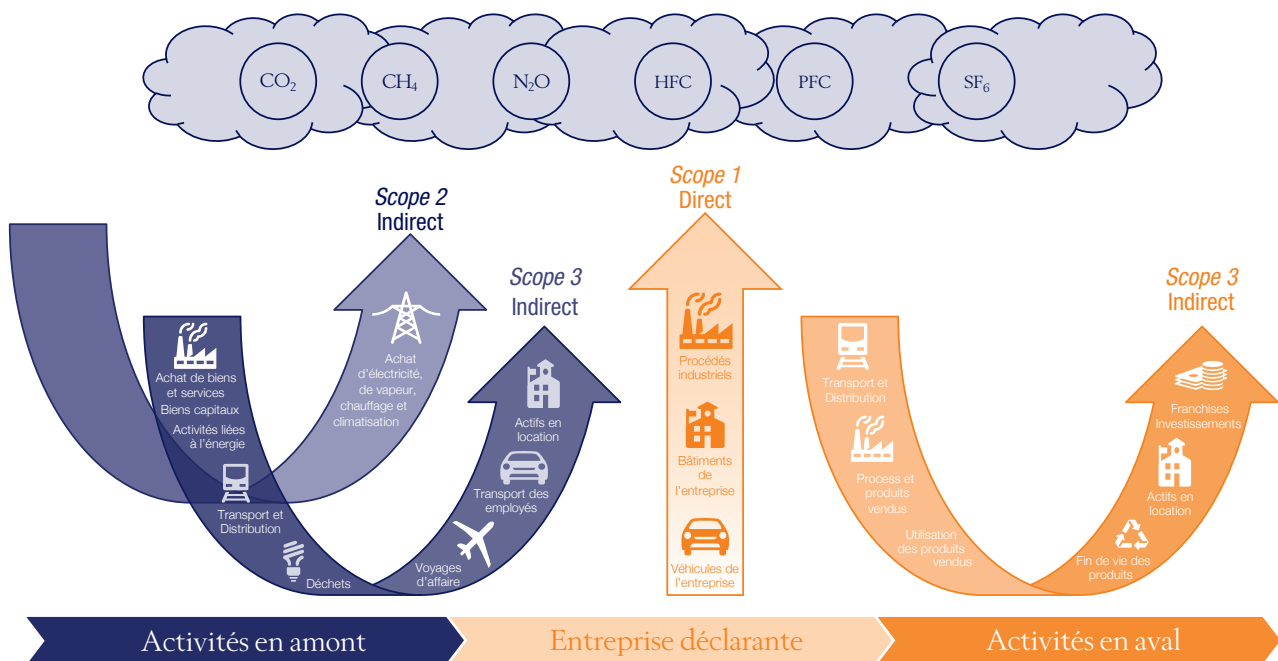 CO₂
CH₄
N₂O
HFC
PFC
SF₆
Scope 2
Indirect
Achat
d'électricité,
de vapeur,
chauffage et
climatisation
Scope 3
Indirect
Achat de biens
et services
Biens capitaux
Activités liées
à l'énergie
Transport et
Distribution
Déchets
Voyages
d'affaire
Transport des
employés
Actifs en
location
Scope 1
Direct
Procédés
industriels
Bâtiments de
l'entreprise
Véhicules de
l'entreprise
Scope 3
Indirect
Transport et
Distribution
Process et
produits
vendus
Utilisation
des produits
vendus
Fin de vie des
produits
Actifs en
location
Franchises
Investissements
Activités en amont
Entreprise déclarante
Activités en aval